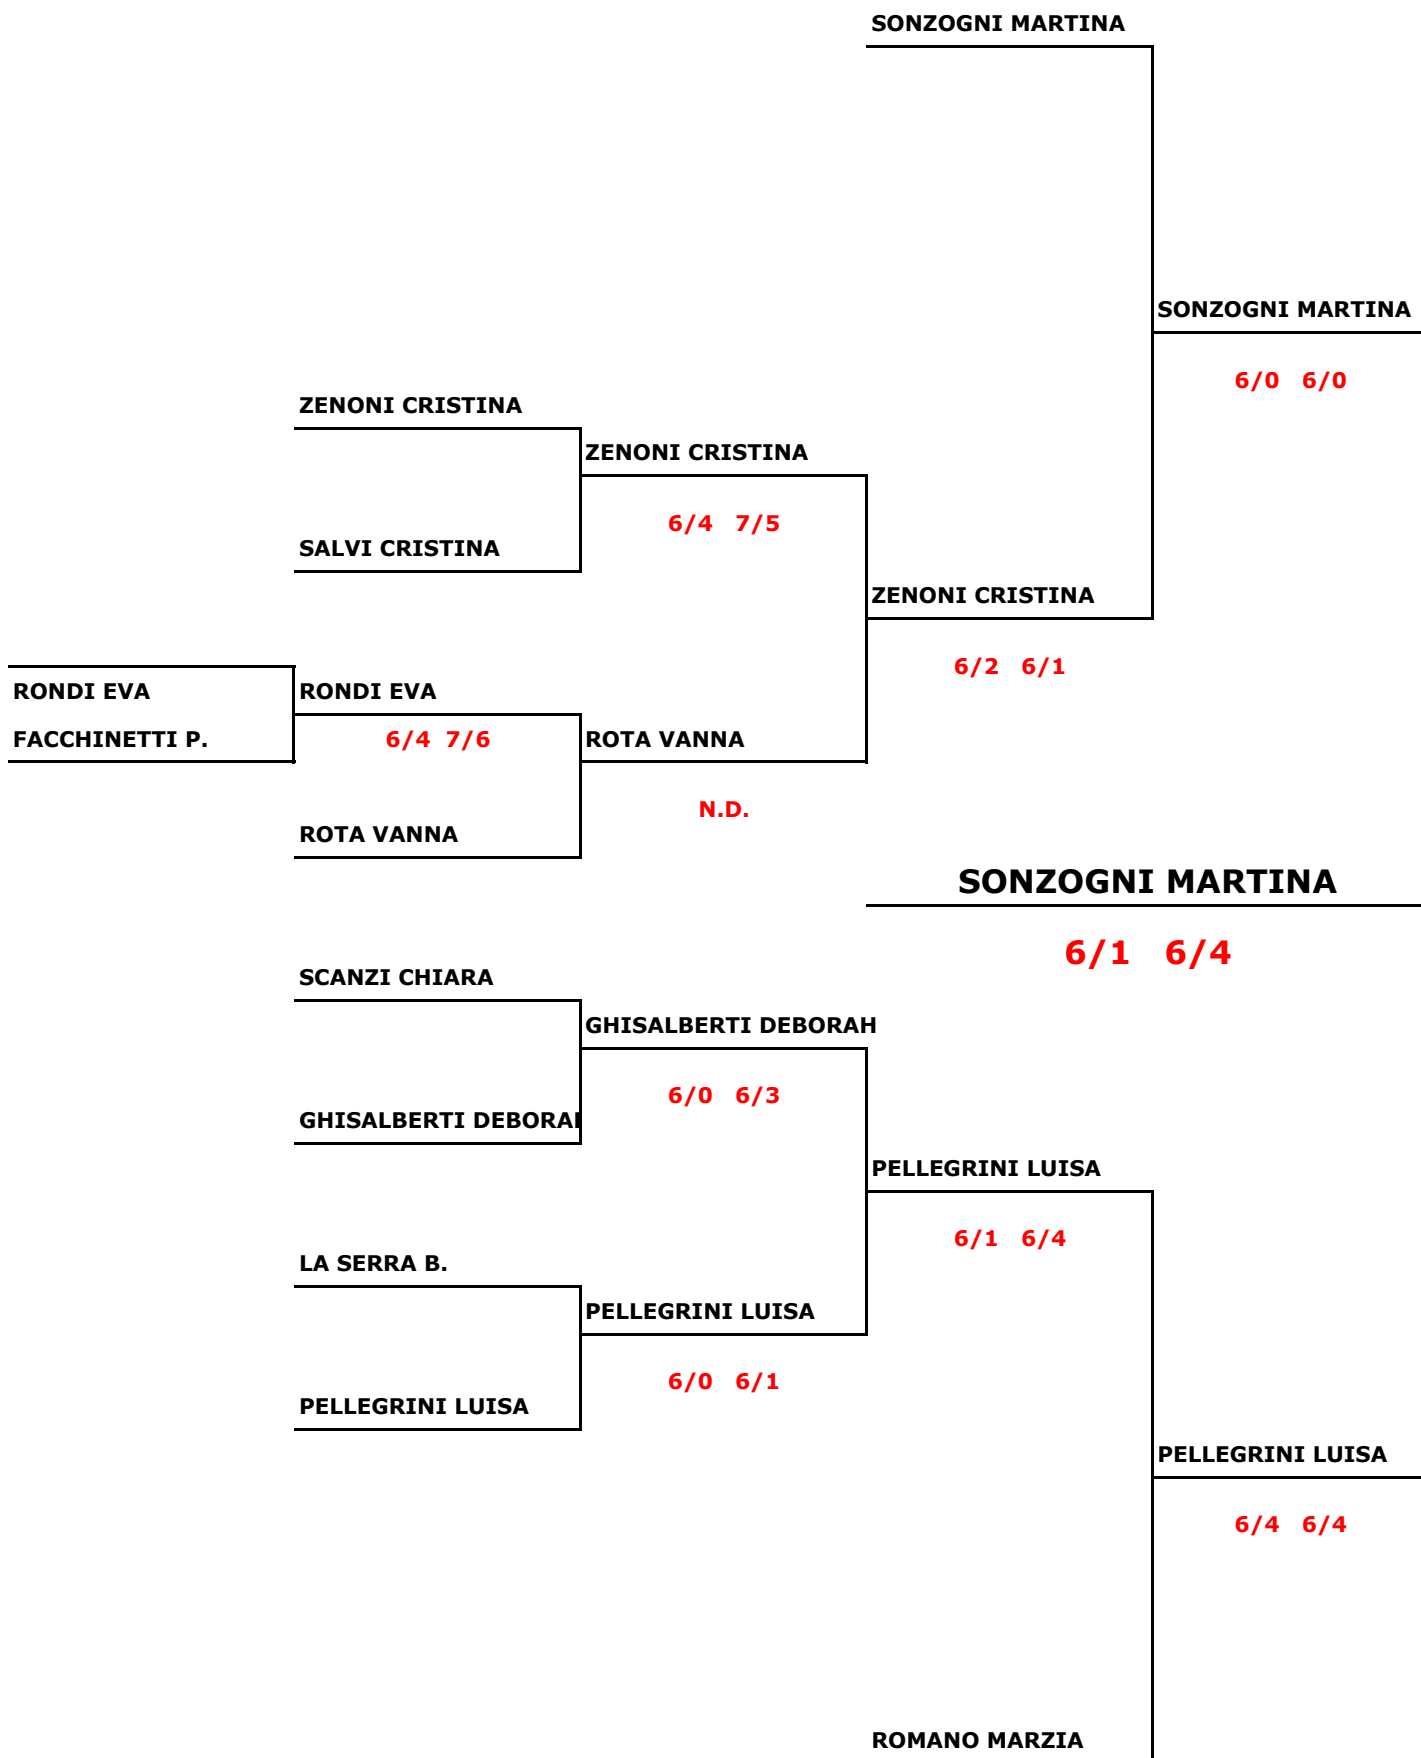 SONZOGNI MARTINA
SONZOGNI MARTINA
6/0 6/0
ZENONI CRISTINA
ZENONI CRISTINA
6/4 7/5
SALVI CRISTINA
ZENONI CRISTINA
6/2 6/1
RONDI EVA
RONDI EVA
FACCHINETTI P.
6/4 7/6
ROTA VANNA
N.D.
ROTA VANNA
SONZOGNI MARTINA
6/1 6/4
SCANZI CHIARA
GHISALBERTI DEBORAH
6/0 6/3
GHISALBERTI DEBORAH
PELLEGRINI LUISA
6/1 6/4
LA SERRA B.
PELLEGRINI LUISA
6/0 6/1
PELLEGRINI LUISA
PELLEGRINI LUISA
6/4 6/4
ROMANO MARZIA